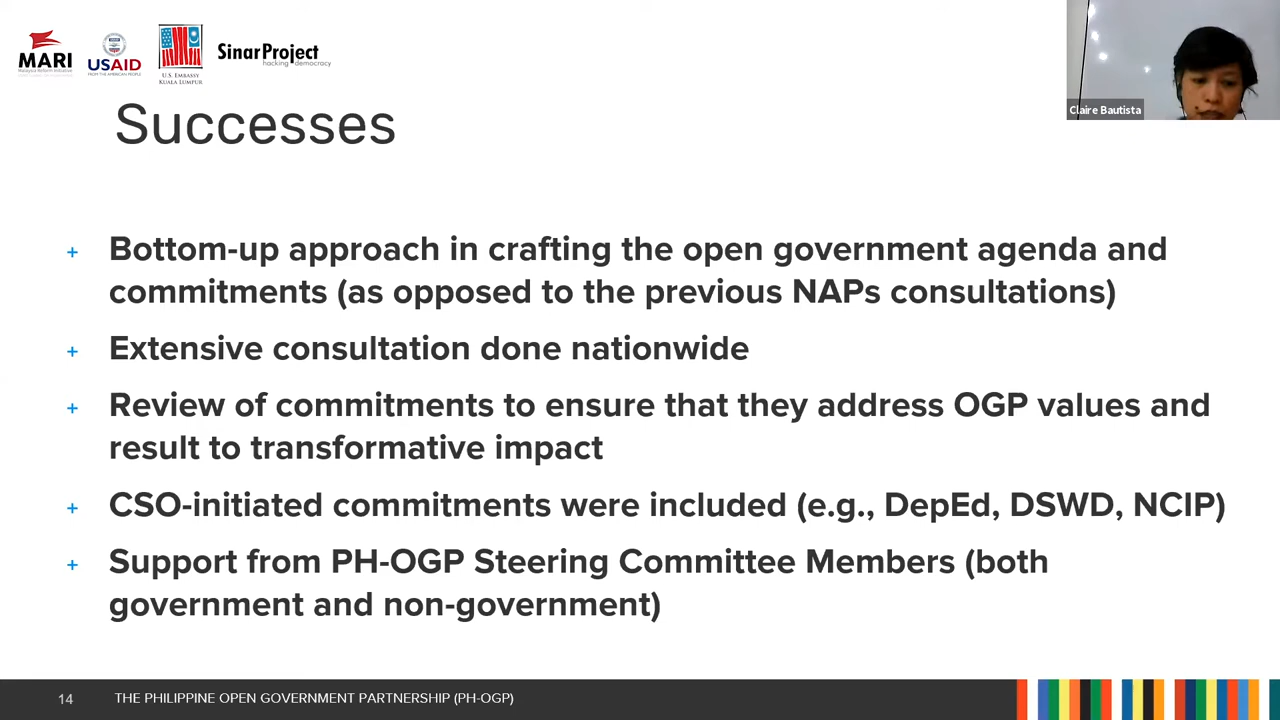 MARI
Malaysia Reform Initiative
USAID
FROM THE AMERICAN PEOPLE
U.S. EMBASSY
KUALA LUMPUR
SinarProject
hacking democracy
Claire Bautista
Successes
+ Bottom-up approach in crafting the open government agenda and
commitments (as opposed to the previous NAPs consultations)
+ Extensive consultation done nationwide
+ Review of commitments to ensure that they address OGP values and
result to transformative impact
+ CSO-initiated commitments were included (e.g., DepEd, DSWD, NCIP)
+ Support from PH-OGP Steering Committee Members (both
government and non-government)
14 THE PHILIPPINE OPEN GOVERNMENT PARTNERSHIP (PH-OGP)